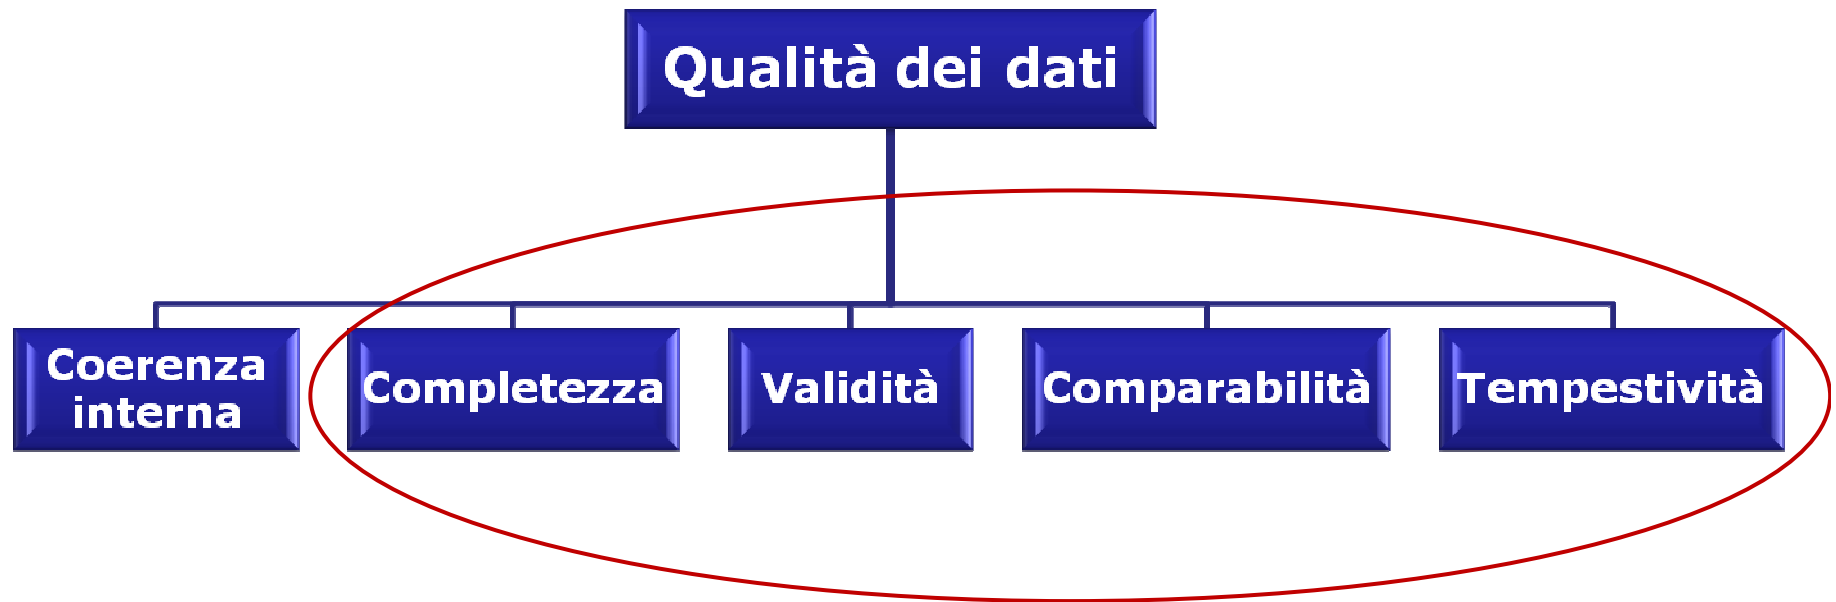 Qualità dei dati
Coerenza
interna
Completezza
Validità
Comparabilità
Tempestività